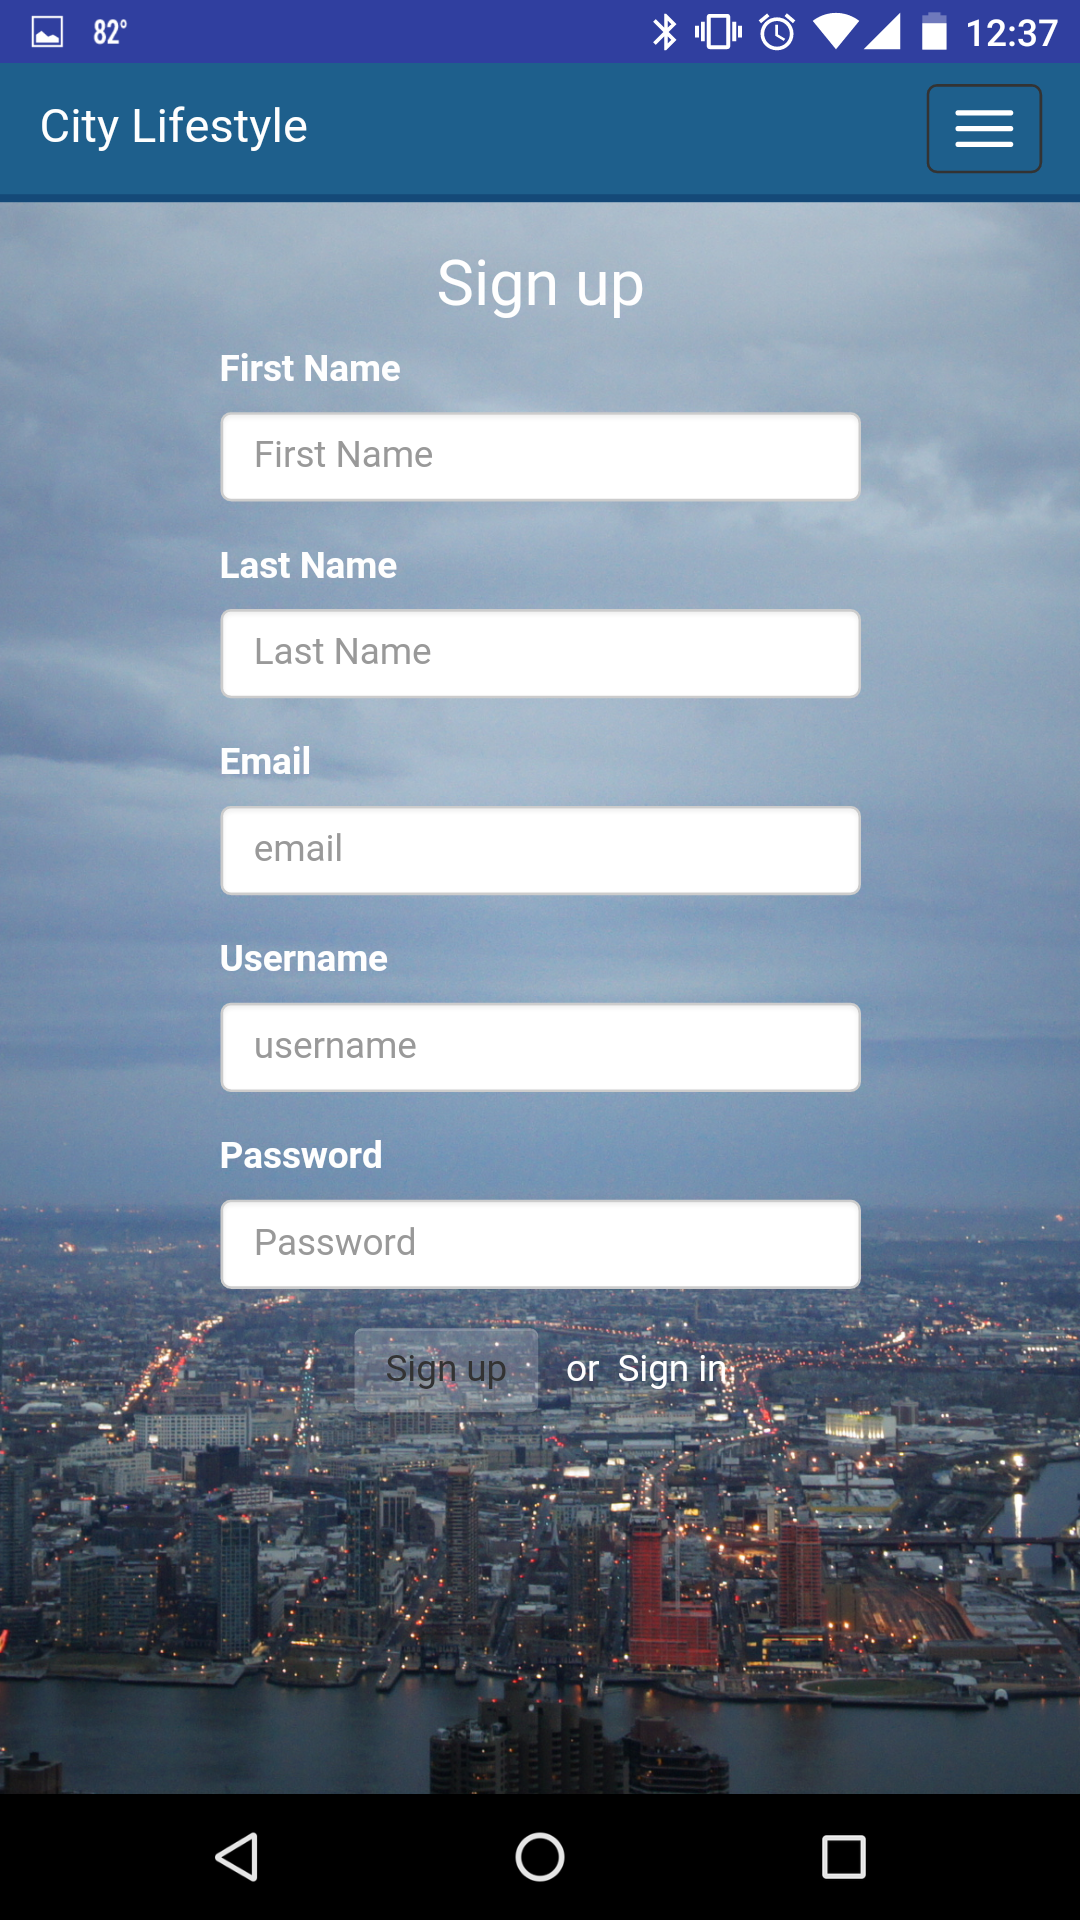 82°
12:37
City Lifestyle
Sign up
First Name
First Name
Last Name
Last Name
Email
email
Username
username
Password
Password
Sign up or Sign in